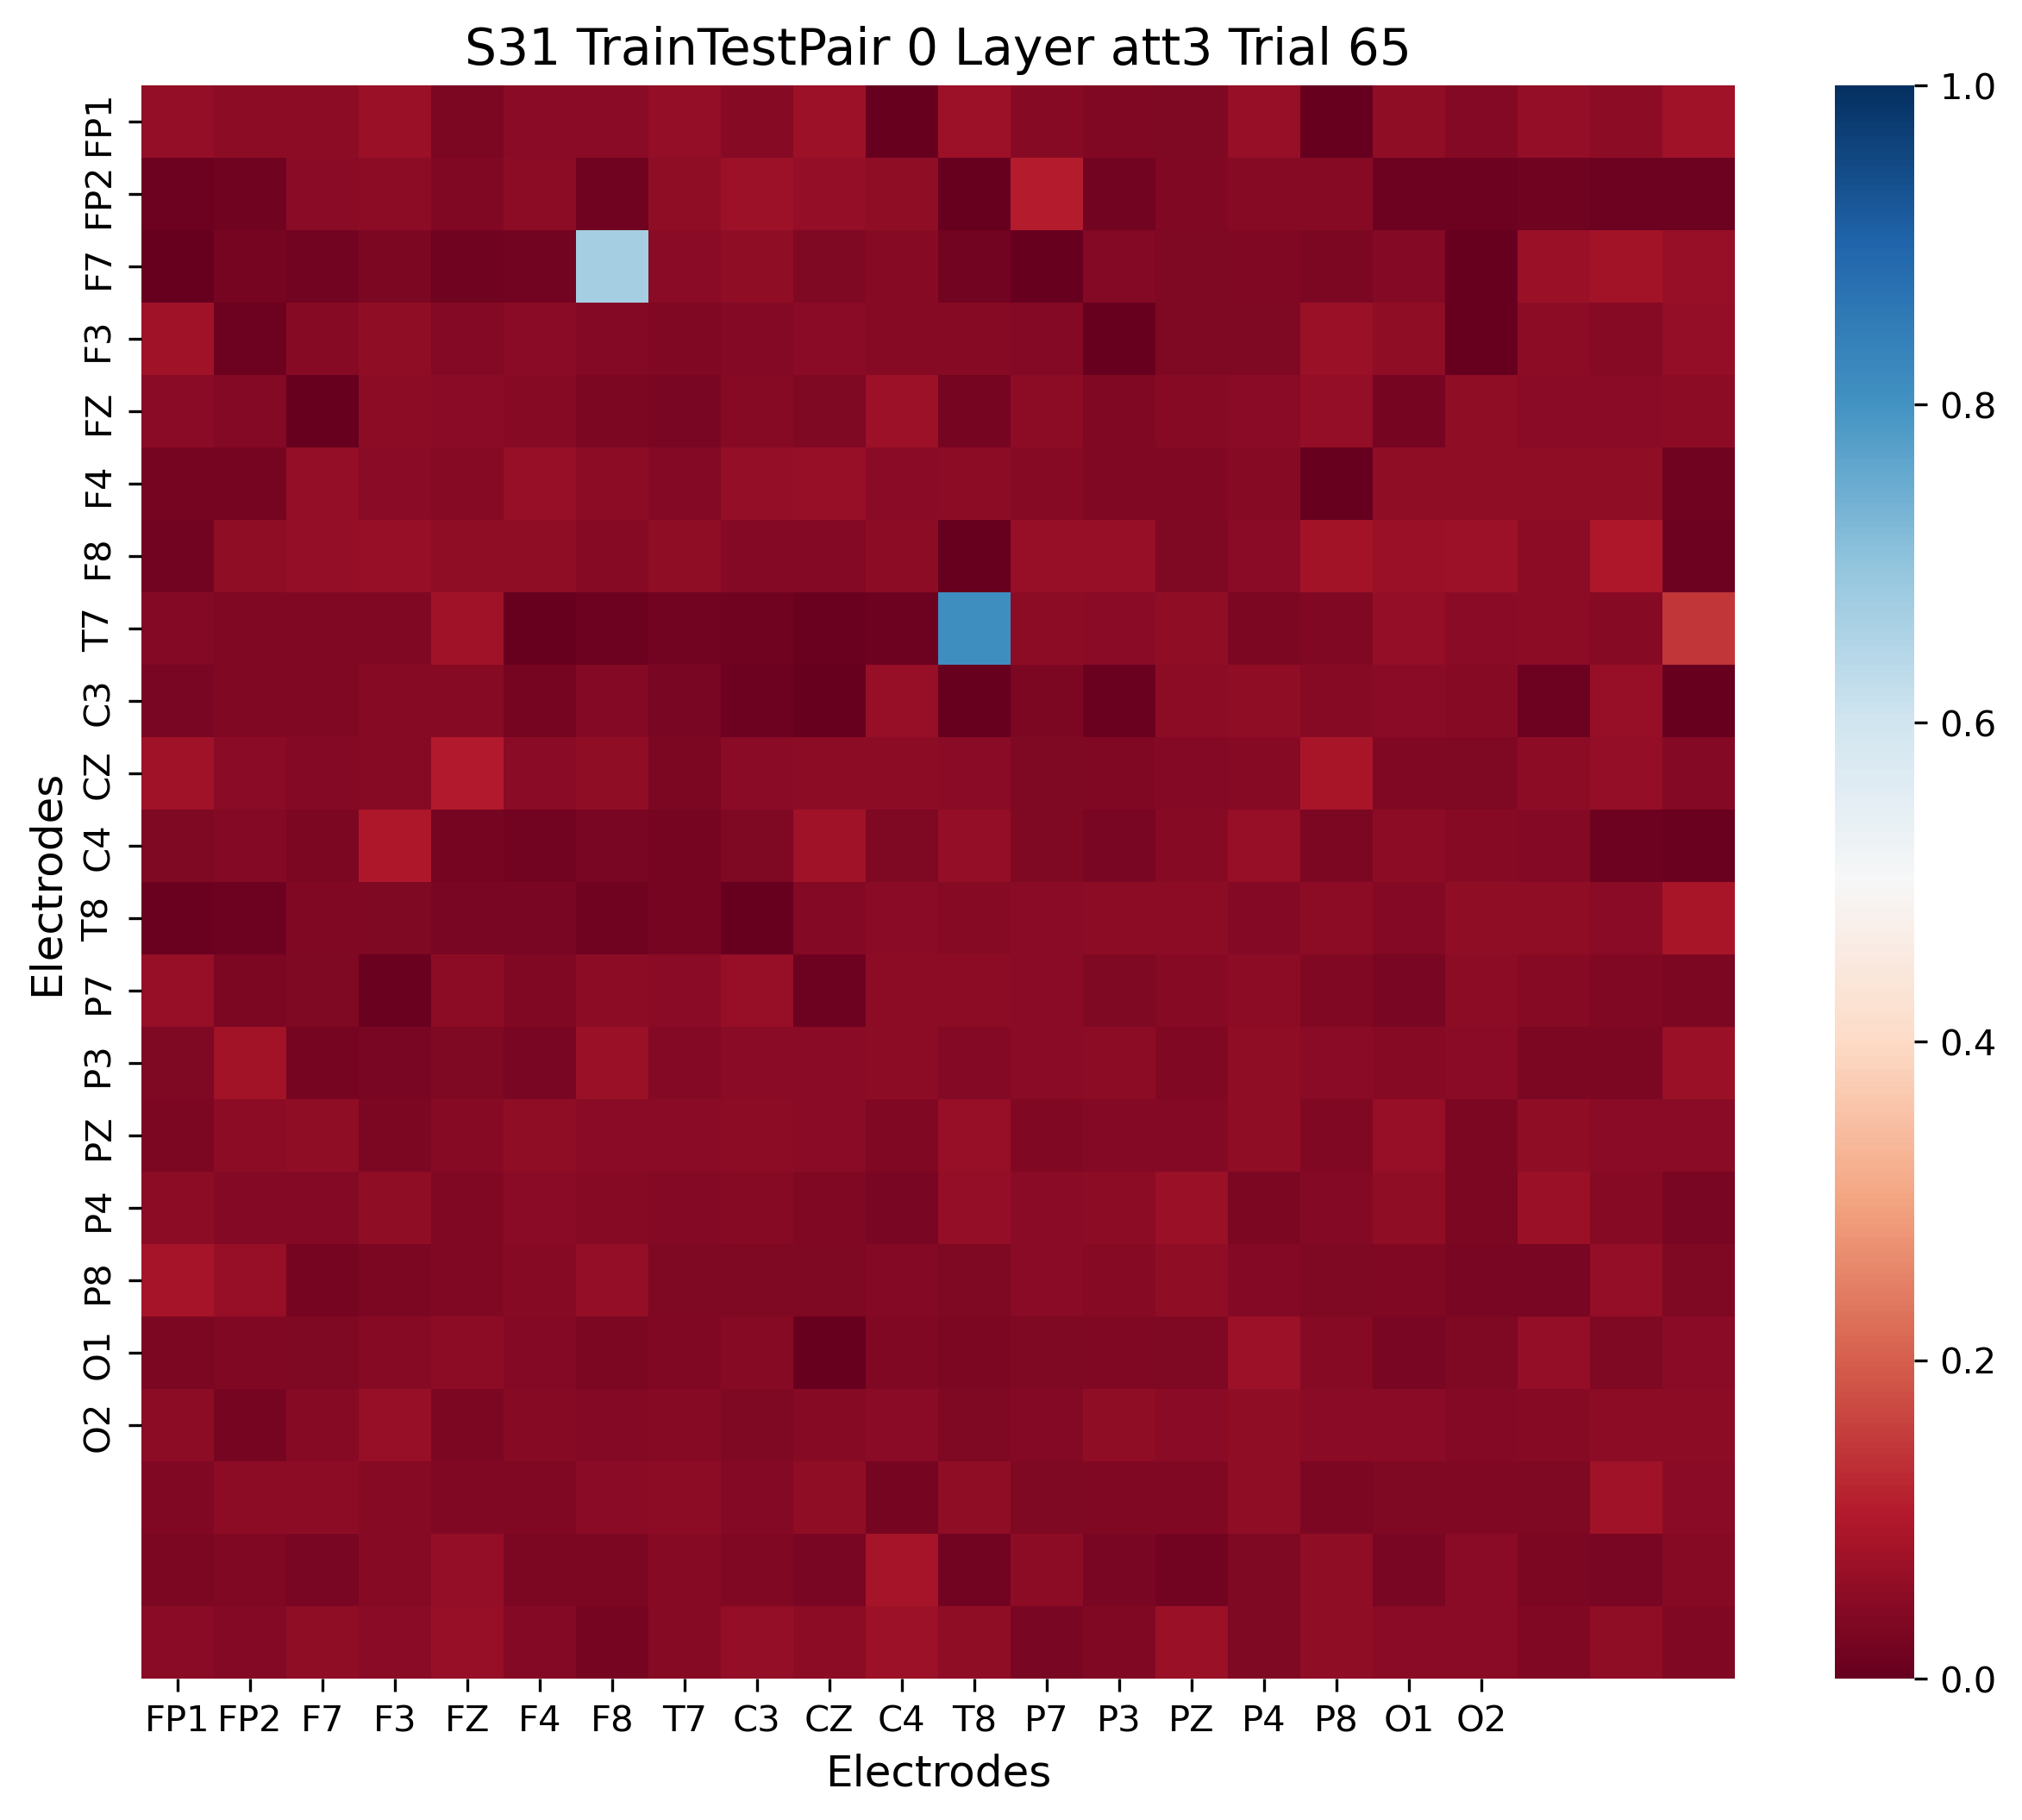 S31 TrainTestPair 0 Layer att3 Trial 65
Electrodes
FP1
FP2
F7
F3
FZ
F4
F8
T7
C3
CZ
C4
T8
P7
P3
PZ
P4
P8
O1
O2
FP1 FP2 F7 F3 FZ F4 F8 T7 C3 CZ C4 T8 P7 P3 PZ P4 P8 O1 O2
Electrodes
1.0
0.8
0.6
0.4
0.2
0.0